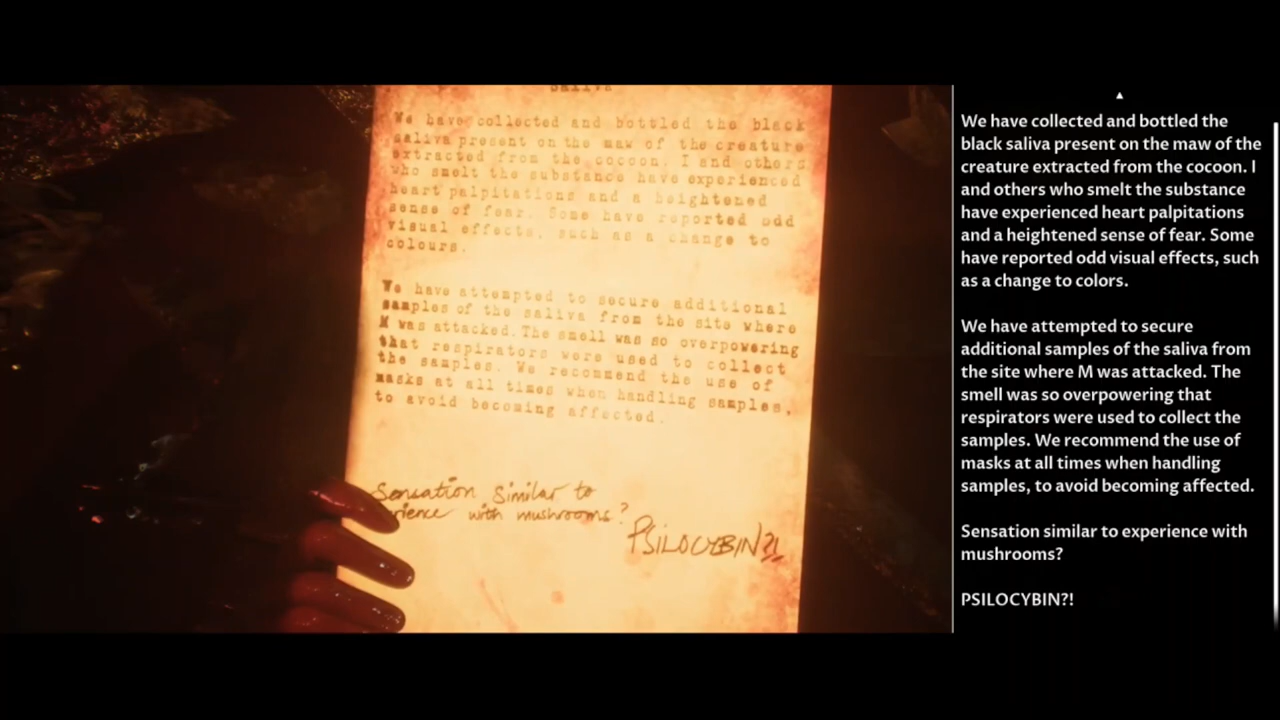 Saliva
We have collected and bottled the black
saliva present on the maw of the creature
extracted from the cocoon. I and others
who smelt the substance have experienced
heart palpitations and a heightened
sense of fear. Some have reported odd
visual effects, such as a change to
colours.
We have attempted to secure additional
samples of the saliva from the site where
M was attacked. The smell was so overpowering
that respirators were used to collect
the samples. We recommend the use of
masks at all times when handling samples,
to avoid becoming affected.
Sensation similar to
erience with mushrooms?
PSILOCYBIN?!
We have collected and bottled the
black saliva present on the maw of the
creature extracted from the cocoon. I
and others who smelt the substance
have experienced heart palpitations
and a heightened sense of fear. Some
have reported odd visual effects, such
as a change to colors.
We have attempted to secure
additional samples of the saliva from
the site where M was attacked. The
smell was so overpowering that
respirators were used to collect the
samples. We recommend the use of
masks at all times when handling
samples, to avoid becoming affected.
Sensation similar to experience with
mushrooms?
PSILOCYBIN?!